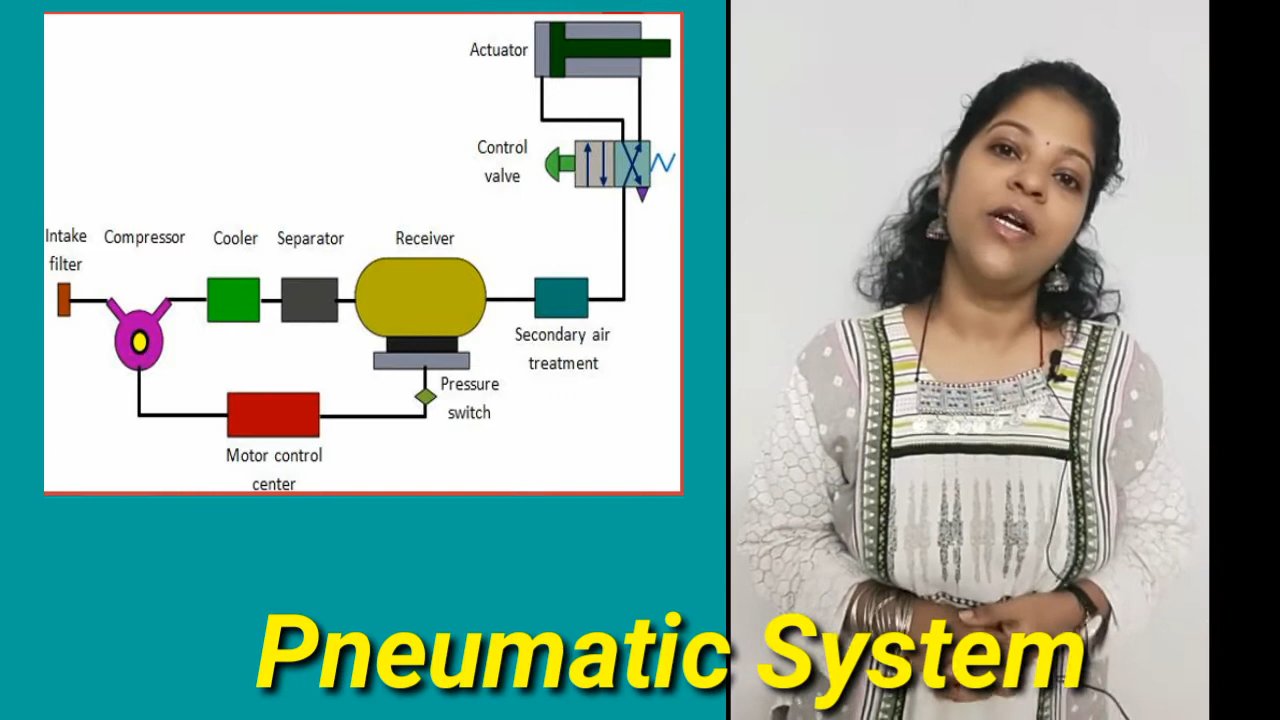 Actuator
Control
valve
Intake
filter
Compressor
Cooler
Separator
Receiver
Secondary air
treatment
Pressure
switch
Motor control
center
Pneumatic System